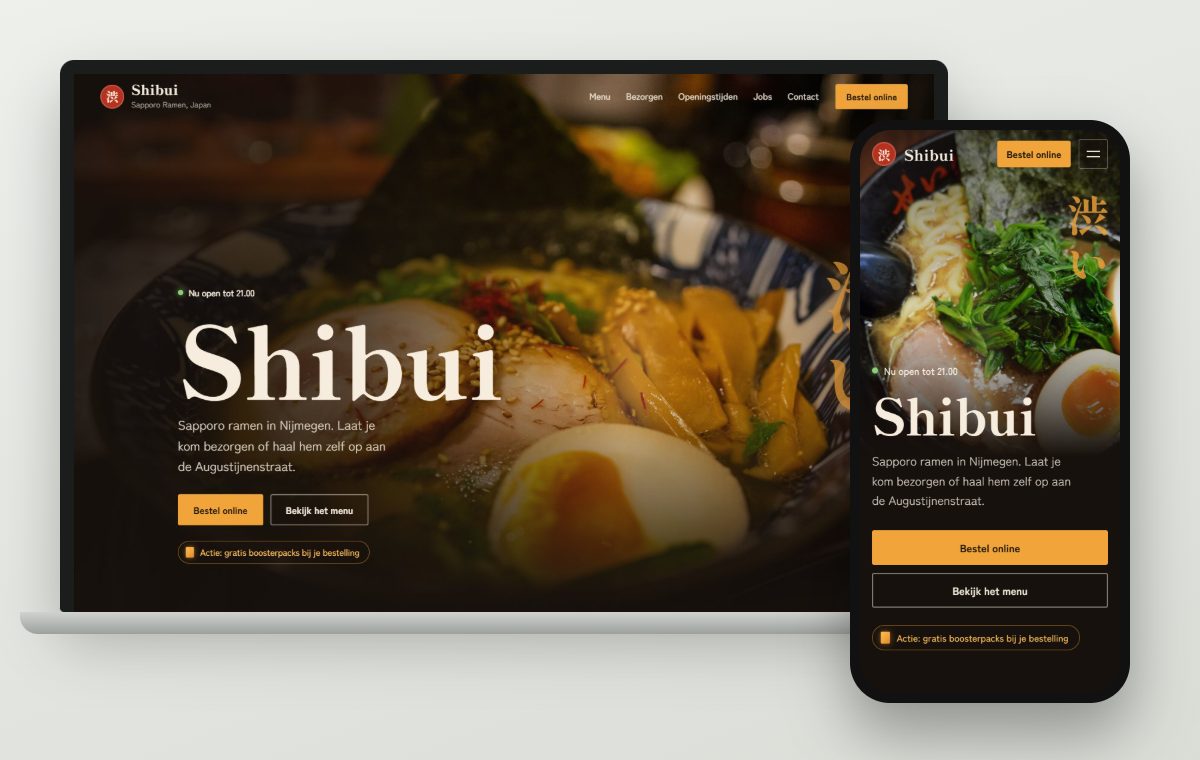 渋
Shibui
Sapporo Ramen, Japan
Menu Bezorgen Openingstijden Jobs Contact Bestel online
Nu open tot 21.00
Shibui
Sapporo ramen in Nijmegen. Laat je
kom bezorgen of haal hem zelf op aan
de Augustijnenstraat.
Bestel online Bekijk het menu
Actie: gratis boosterpacks bij je bestelling
渋 Shibui Bestel online
渋い
Nu open tot 21.00
Shibui
Sapporo ramen in Nijmegen. Laat je
kom bezorgen of haal hem zelf op aan
de Augustijnenstraat.
Bestel online
Bekijk het menu
Actie: gratis boosterpacks bij je bestelling